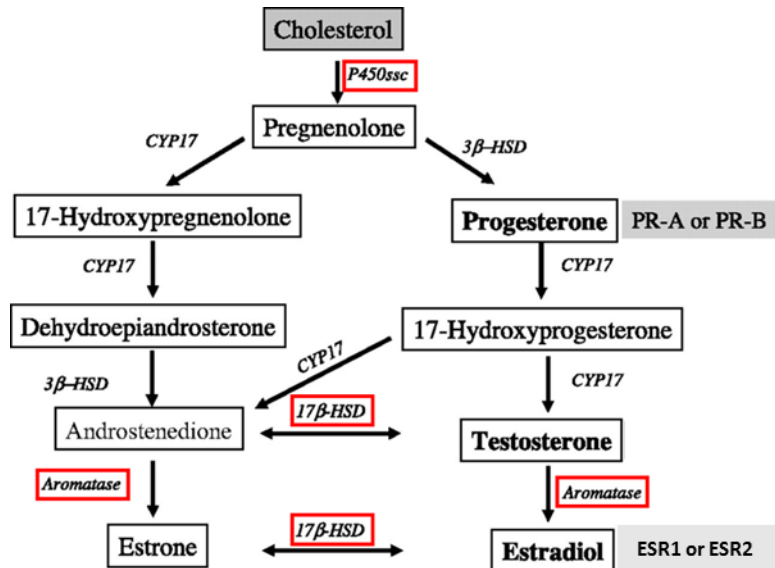 Cholesterol
P450ssc
Pregnenolone
CYP17
3β-HSD
17-Hydroxypregnenolone
Progesterone
PR-A or PR-B
CYP17
CYP17
Dehydroepiandrosterone
17-Hydroxyprogesterone
3β-HSD
CYP17
CYP17
17β-HSD
Androstenedione
Testosterone
Aromatase
Aromatase
17β-HSD
Estrone
Estradiol
ESR1 or ESR2